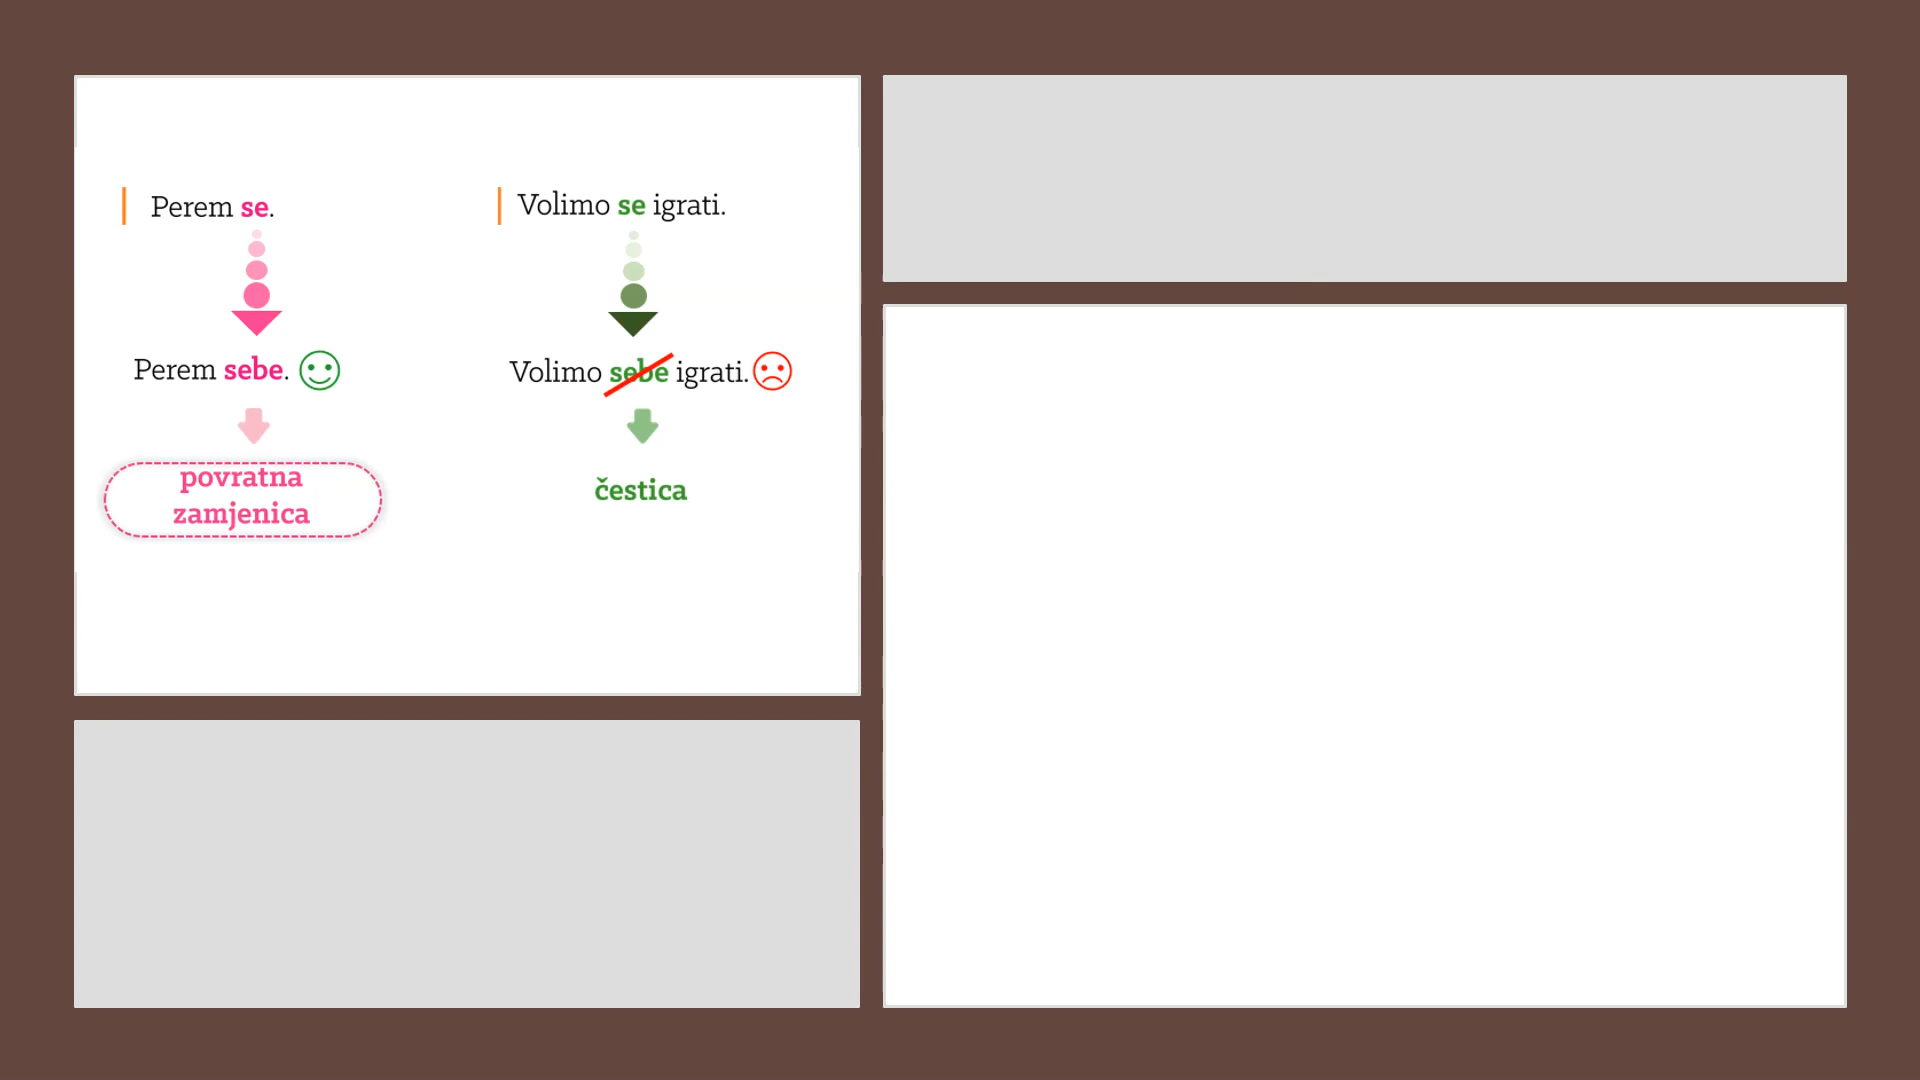 Perem se.
Volimo se igrati.
Perem sebe.
Volimo sebe igrati.
povratna
zamjenica
čestica